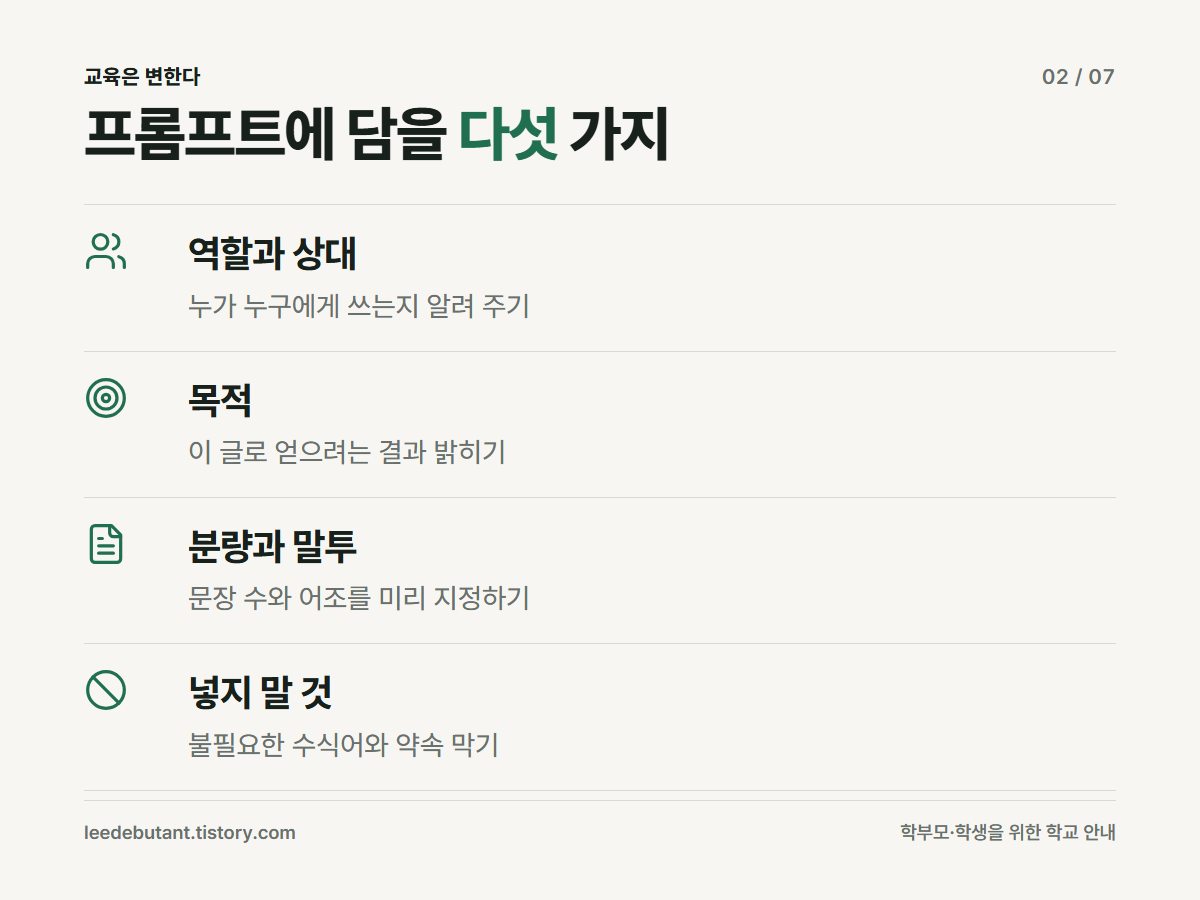 교육은 변한다
02 / 07
프롬프트에 담을 다섯 가지
역할과 상대
누가 누구에게 쓰는지 알려 주기
목적
이 글로 얻으려는 결과 밝히기
분량과 말투
문장 수와 어조를 미리 지정하기
넣지 말 것
불필요한 수식어와 약속 막기
leedebutant.tistory.com
학부모·학생을 위한 학교 안내